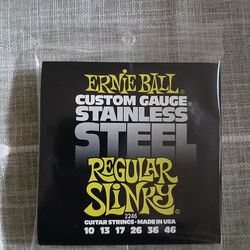 ERNIE BALL
CUSTOM GAUGE
STAINLESS
STEEL
REGULAR
SLINKY
2246
GUITAR STRINGS - MADE IN USA
10 13 17 26 36 46